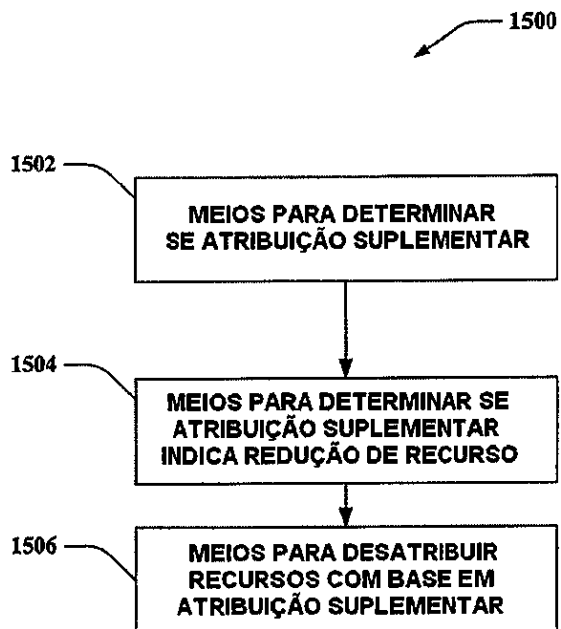 1500
1502
MEIOS PARA DETERMINAR
SE ATRIBUIÇÃO SUPLEMENTAR
1504
MEIOS PARA DETERMINAR SE
ATRIBUIÇÃO SUPLEMENTAR
INDICA REDUÇÃO DE RECURSO
1506
MEIOS PARA DESATRIBUIR
RECURSOS COM BASE EM
ATRIBUIÇÃO SUPLEMENTAR